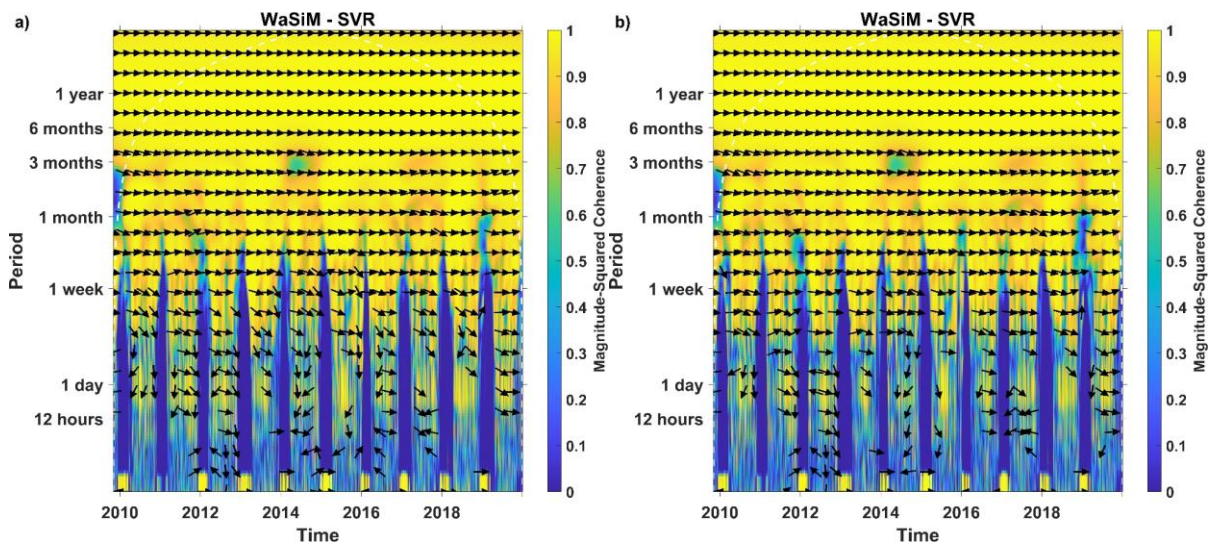 a)
WaSiM - SVR
1 year
6 months
3 months
1 month
1 week
1 day
12 hours
Period
2010 2012 2014 2016 2018
Time
1
0.9
0.8
0.7
0.6
0.5
0.4
0.3
0.2
0.1
0
Magnitude-Squared Coherence
b)
WaSiM - SVR
1 year
6 months
3 months
1 month
1 week
1 day
12 hours
Period
2010 2012 2014 2016 2018
Time
1
0.9
0.8
0.7
0.6
0.5
0.4
0.3
0.2
0.1
0
Magnitude-Squared Coherence